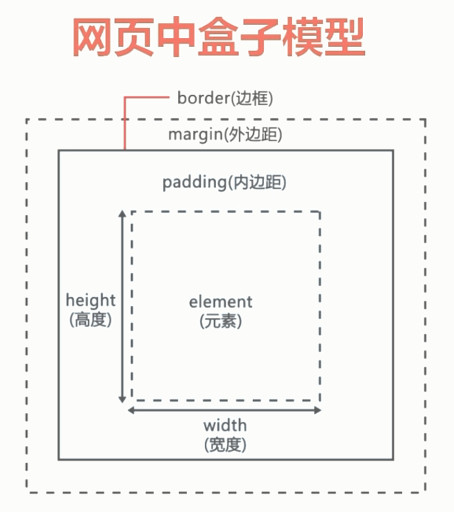 网页中盒子模型
border(边框)
margin(外边距)
padding(内边距)
height
(高度)
element
(元素)
width
(宽度)